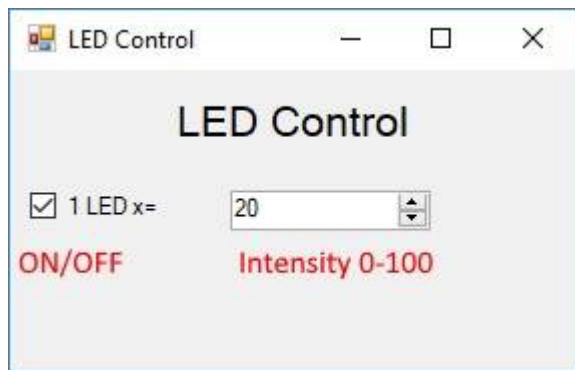 LED Control
LED Control
1 LED x= 20
ON/OFF Intensity 0-100